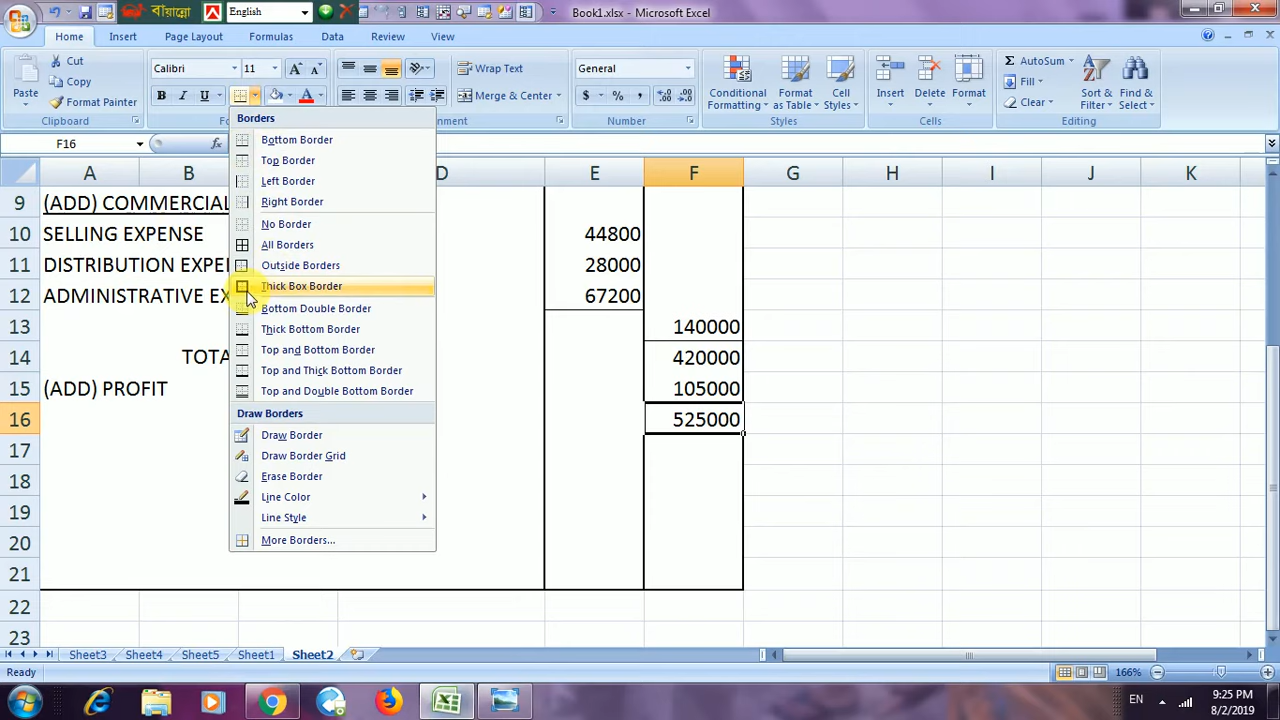 বায়ান্নো
English
Book1.xlsx - Microsoft Excel
Home Insert Page Layout Formulas Data Review View
Paste
Cut
Copy
Format Painter
Clipboard
Calibri 11
B I U
Wrap Text
Merge & Center
General
$ % ,
Number
Conditional Formatting
Format as Table
Cell Styles
Styles
Insert
Delete
Format
Cells
AutoSum
Fill
Clear
Sort & Filter
Find & Select
Editing
F16
fx
A B D E F G H I J K
Borders
Bottom Border
Top Border
Left Border
Right Border
No Border
All Borders
Outside Borders
Thick Box Border
Bottom Double Border
Thick Bottom Border
Top and Bottom Border
Top and Thick Bottom Border
Top and Double Bottom Border
Draw Borders
Draw Border
Draw Border Grid
Erase Border
Line Color
Line Style
More Borders...
9 (ADD) COMMERCIAL
10 SELLING EXPENSE 44800
11 DISTRIBUTION EXPE 28000
12 ADMINISTRATIVE EX 67200
13 140000
14 TOTA 420000
15 (ADD) PROFIT 105000
16 525000
17
18
19
20
21
22
23
Sheet3 Sheet4 Sheet5 Sheet1 Sheet2
Ready
166%
EN
9:25 PM
8/2/2019